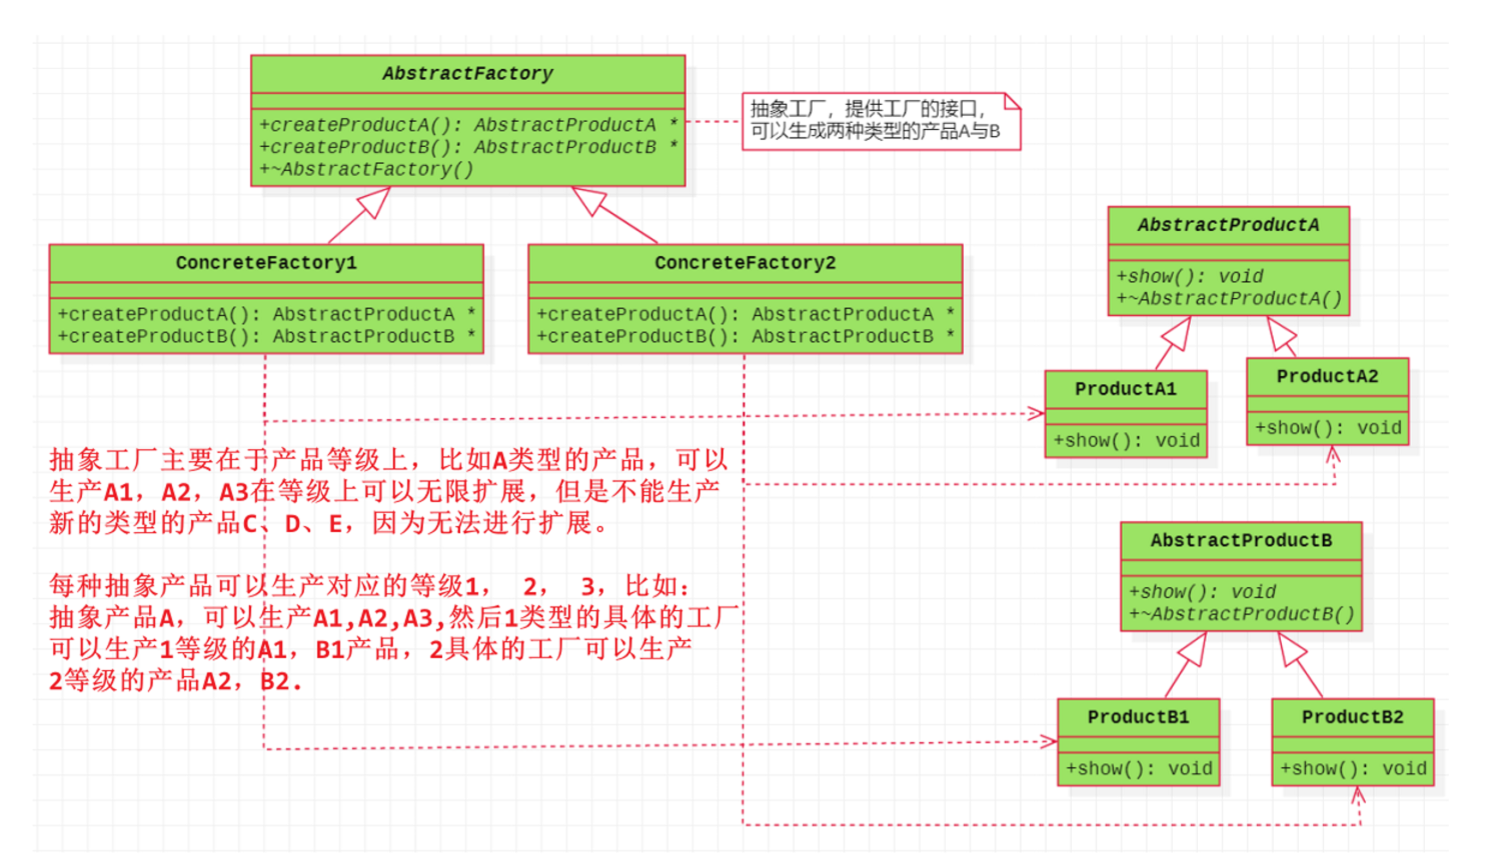 AbstractFactory
+createProductA(): AbstractProductA *
+createProductB(): AbstractProductB *
+~AbstractFactory()
抽象工厂，提供工厂的接口，
可以生成两种类型的产品A与B
ConcreteFactory1
+createProductA(): AbstractProductA *
+createProductB(): AbstractProductB *
ConcreteFactory2
+createProductA(): AbstractProductA *
+createProductB(): AbstractProductB *
AbstractProductA
+show(): void
+~AbstractProductA()
ProductA1
+show(): void
ProductA2
+show(): void
抽象工厂主要在于产品等级上，比如A类型的产品，可以
生产A1，A2，A3在等级上可以无限扩展，但是不能生产
新的类型的产品C、D、E，因为无法进行扩展。
每种抽象产品可以生产对应的等级1， 2， 3，比如：
抽象产品A，可以生产A1,A2,A3,然后1类型的具体的工厂
可以生产1等级的A1，B1产品，2具体的工厂可以生产
2等级的产品A2，B2.
AbstractProductB
+show(): void
+~AbstractProductB()
ProductB1
+show(): void
ProductB2
+show(): void